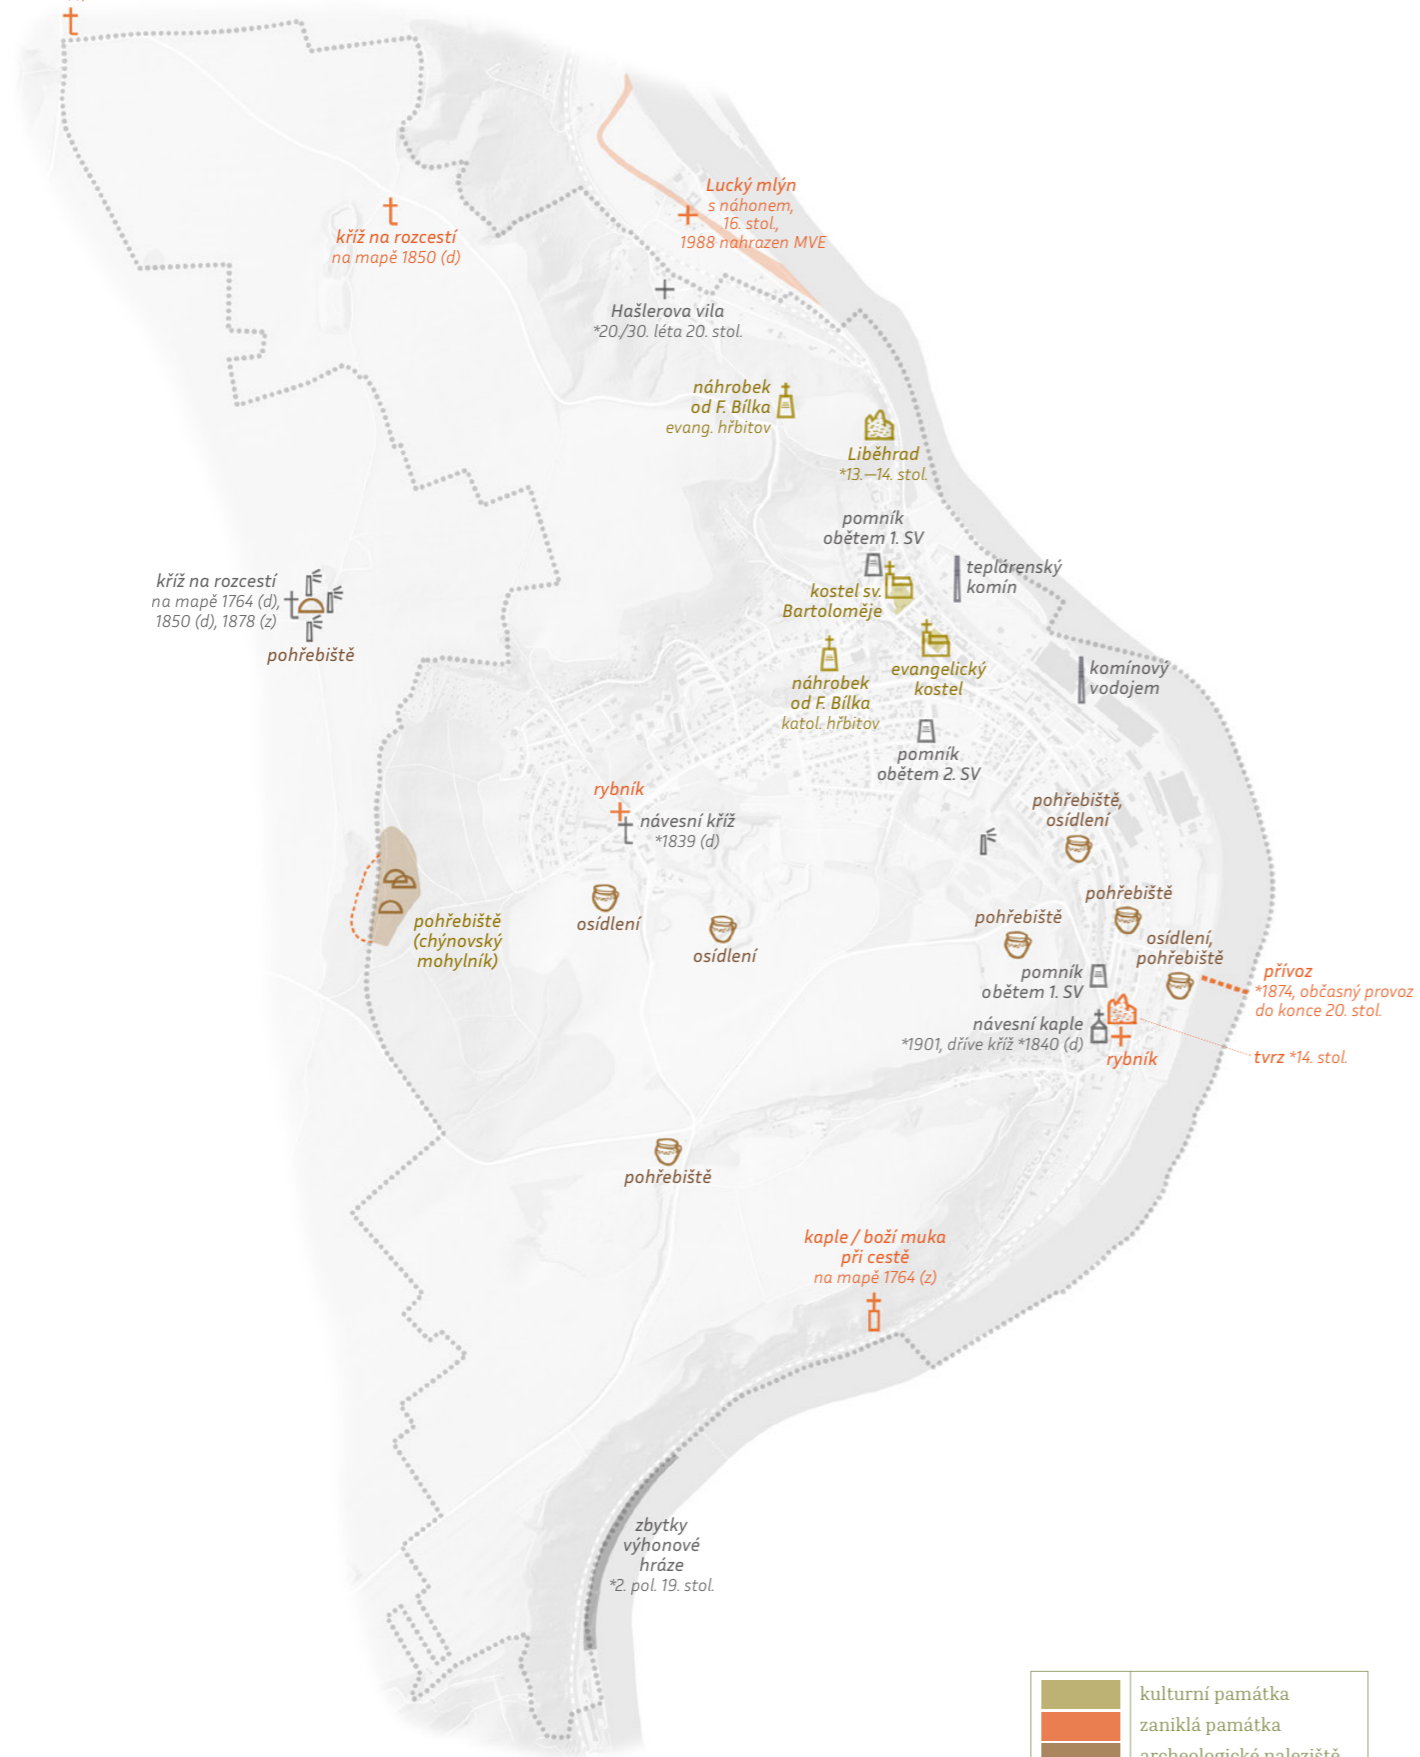 Lucký mlýn
s náhonem,
16. stol.,
1988 nahrazen MVE
kříž na rozcestí
na mapě 1850 (d)
Hašlerova vila
*20./30. léta 20. stol.
náhrobek
od F. Bílka
evang. hřbitov
Liběhrad
*13.—14. stol.
pomník
obětem 1. SV
teplárenský
komín
kostel sv.
Bartoloměje
kříž na rozcestí
na mapě 1764 (d),
1850 (d), 1878 (z)
pohřebiště
evangelický
kostel
komínový
vodojem
náhrobek
od F. Bílka
katol. hřbitov
pomník
obětem 2. SV
rybník
návesní kříž
*1839 (d)
pohřebiště,
osídlení
pohřebiště
(chýnovský
mohylník)
osídlení
osídlení
pohřebiště
pohřebiště
osídlení,
pohřebiště
pomník
obětem 1. SV
přívoz
*1874, občasný provoz
do konce 20. stol.
návesní kaple
*1901, dříve kříž *1840 (d)
rybník
tvrz *14. stol.
pohřebiště
kaple / boží muka
při cestě
na mapě 1764 (z)
zbytky
výhonové
hráze
*2. pol. 19. stol.
kulturní památka
zaniklá památka
archeologické naleziště